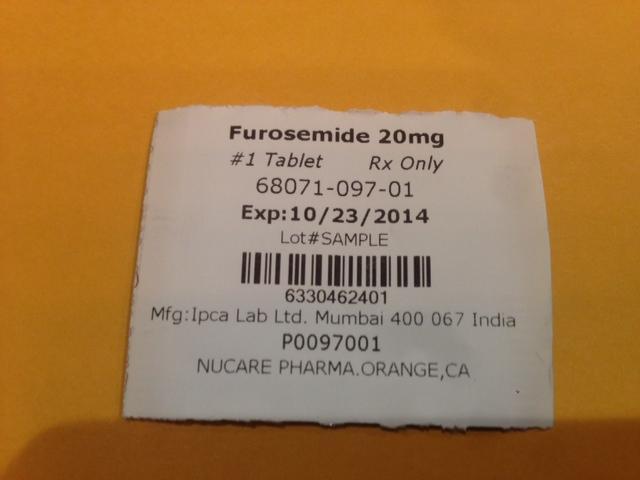 Furosemide 20mg
#1 Tablet Rx Only
68071-097-01
Exp:10/23/2014
Lot#SAMPLE
6330462401
Mfg:Ipca Lab Ltd. Mumbai 400 067 India
P0097001
NUCARE PHARMA.ORANGE,CA